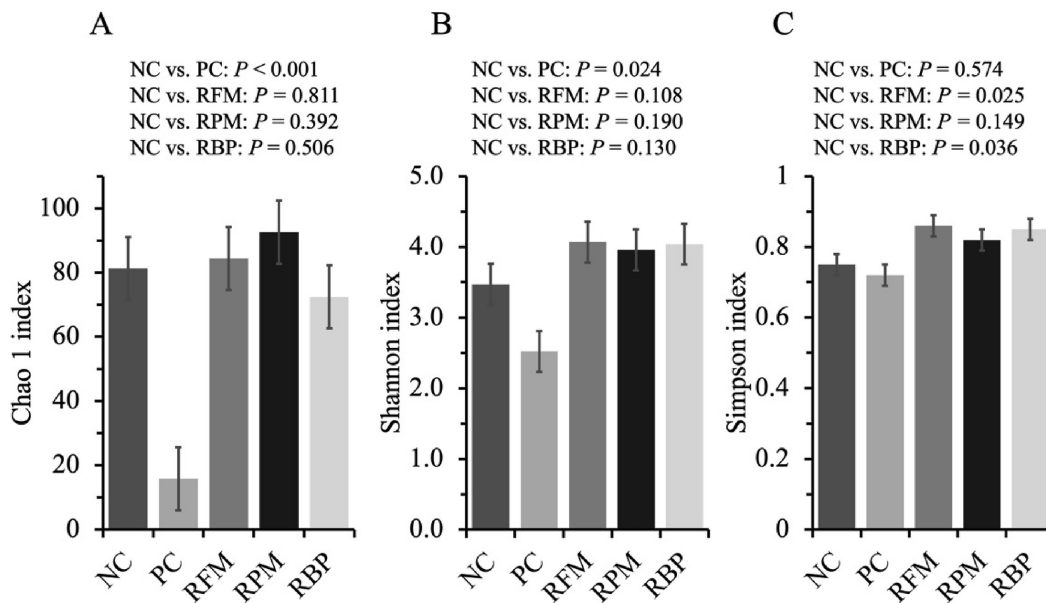 A
NC vs. PC: P < 0.001
NC vs. RFM: P = 0.811
NC vs. RPM: P = 0.392
NC vs. RBP: P = 0.506
Chao 1 index
100
80
60
40
20
0
NC
PC
RFM
RPM
RBP
B
NC vs. PC: P = 0.024
NC vs. RFM: P = 0.108
NC vs. RPM: P = 0.190
NC vs. RBP: P = 0.130
Shannon index
5.0
4.0
3.0
2.0
1.0
0.0
NC
PC
RFM
RPM
RBP
C
NC vs. PC: P = 0.574
NC vs. RFM: P = 0.025
NC vs. RPM: P = 0.149
NC vs. RBP: P = 0.036
Simpson index
1
0.8
0.6
0.4
0.2
0
NC
PC
RFM
RPM
RBP